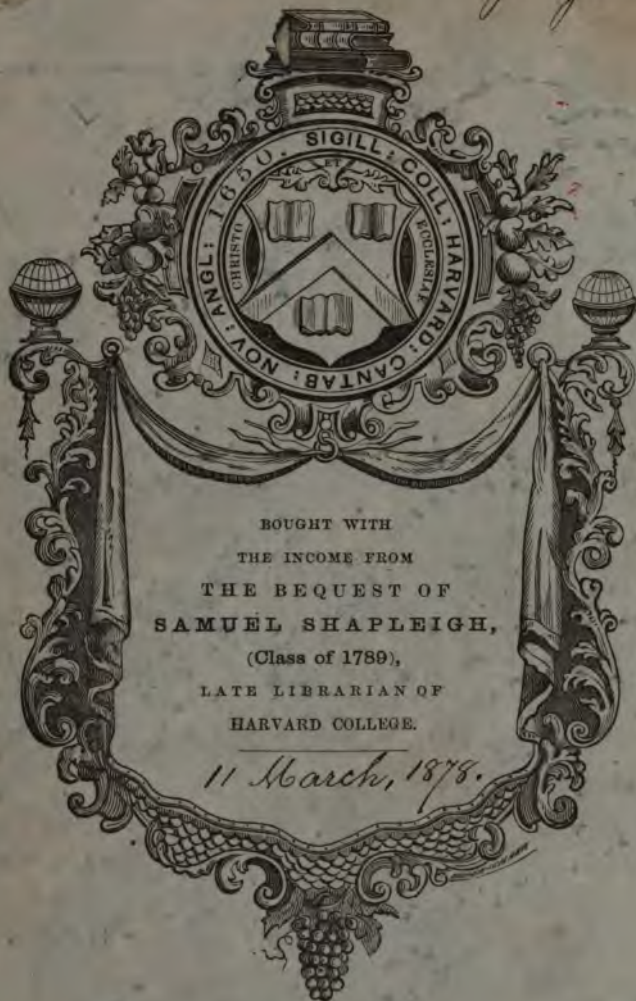 SIGILL: COLL: HARVARD: CANTAB: NOV: ANGL: 1650.
ET
CHRISTO
ECCLESIAE
BOUGHT WITH
THE INCOME FROM
THE BEQUEST OF
SAMUEL SHAPLEIGH,
(Class of 1789),
LATE LIBRARIAN OF
HARVARD COLLEGE.
11 March, 1878.